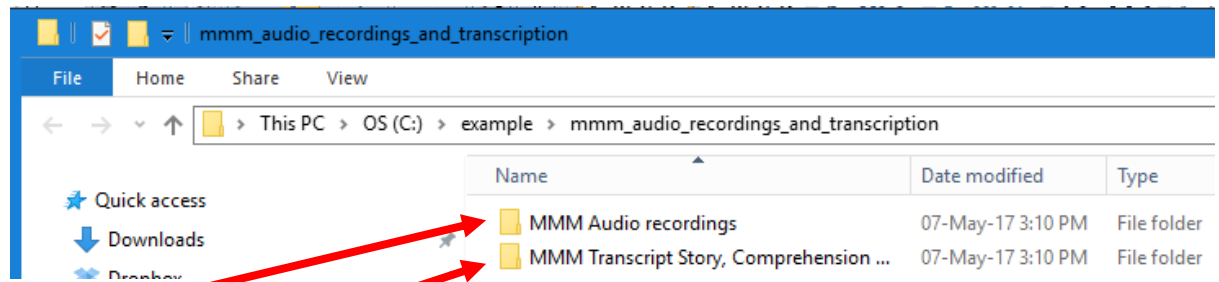 mmm_audio_recordings_and_transcription
File Home Share View
This PC > OS (C:) > example > mmm_audio_recordings_and_transcription
Name Date modified Type
Quick access
MMM Audio recordings 07-May-17 3:10 PM File folder
Downloads
MMM Transcript Story, Comprehension ... 07-May-17 3:10 PM File folder
Dropbox